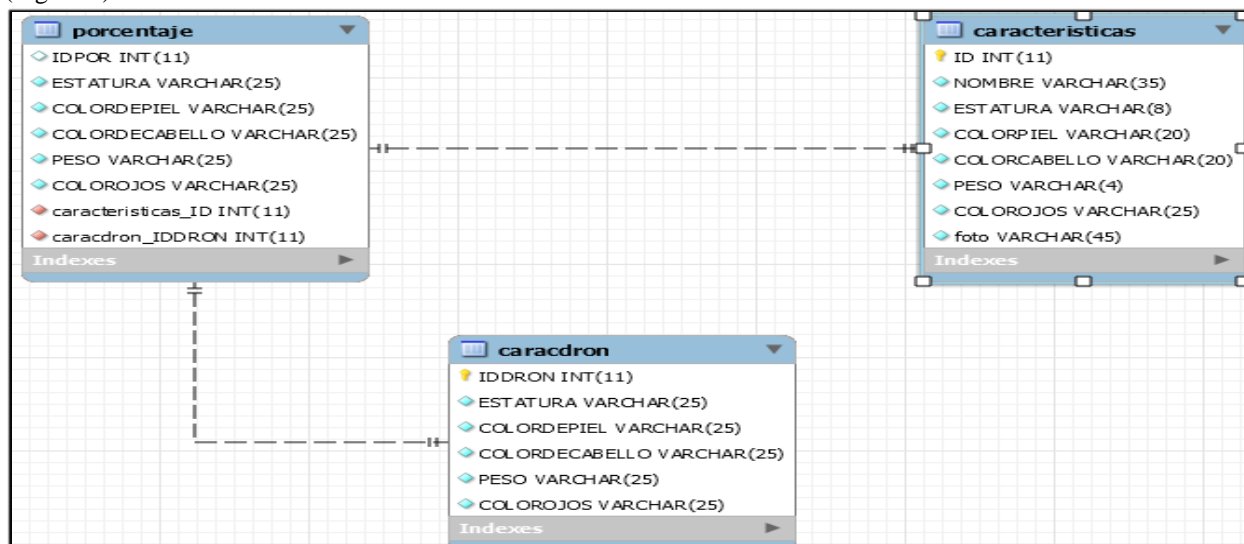 porcentaje
IDPOR INT(11)
ESTATURA VARCHAR(25)
COLORDEPIEL VARCHAR(25)
COLORDECABELLO VARCHAR(25)
PESO VARCHAR(25)
COLOROJOS VARCHAR(25)
caracteristicas_ID INT(11)
caracdron_IDDRON INT(11)
Indexes
caracteristicas
ID INT(11)
NOMBRE VARCHAR(35)
ESTATURA VARCHAR(8)
COLORPIEL VARCHAR(20)
COLORCABELLO VARCHAR(20)
PESO VARCHAR(4)
COLOROJOS VARCHAR(25)
foto VARCHAR(45)
Indexes
caracdron
IDDRON INT(11)
ESTATURA VARCHAR(25)
COLORDEPIEL VARCHAR(25)
COLORDECABELLO VARCHAR(25)
PESO VARCHAR(25)
COLOROJOS VARCHAR(25)
Indexes